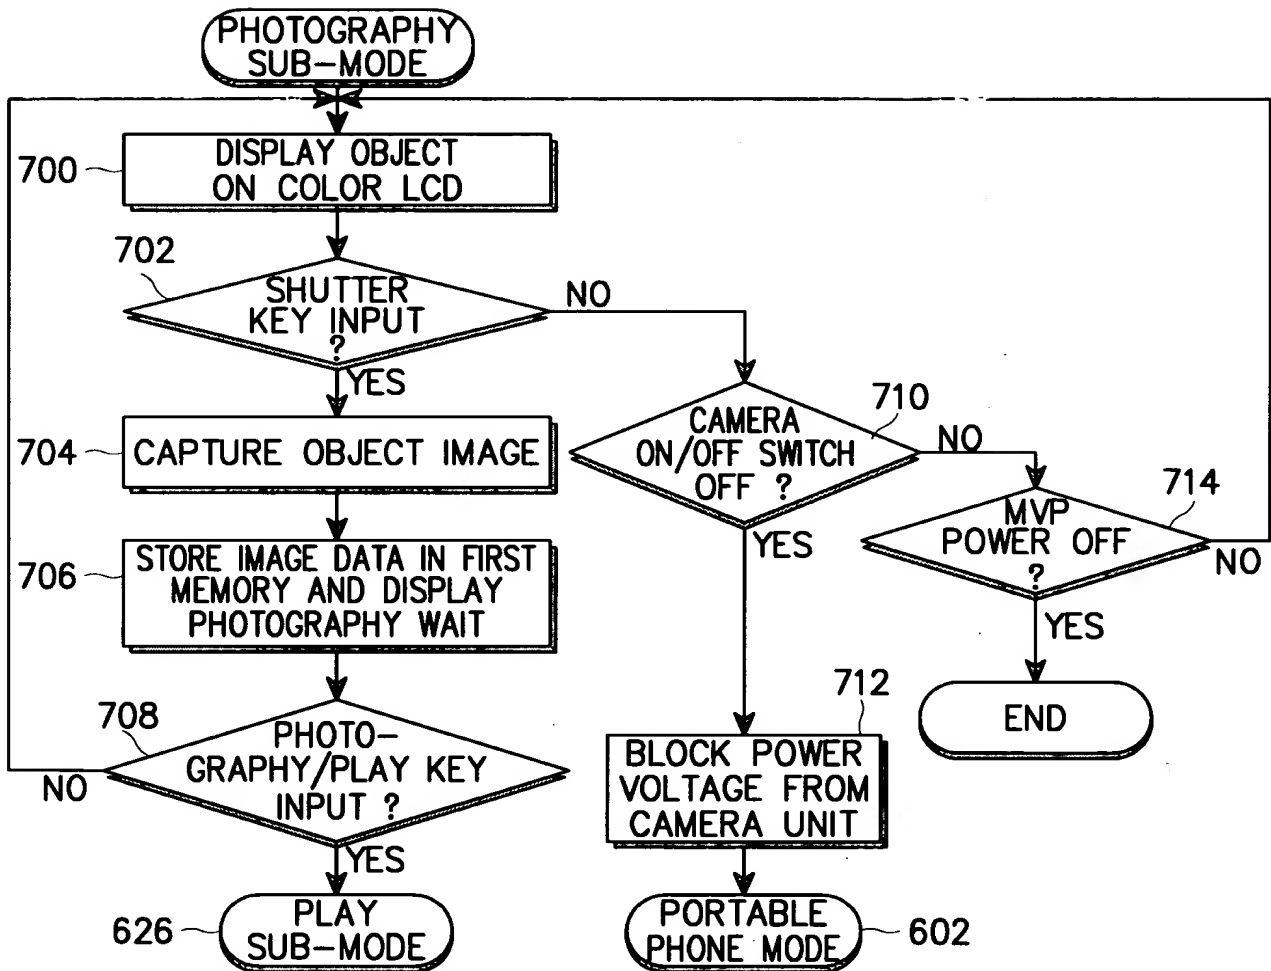 PHOTOGRAPHY
SUB-MODE
700
DISPLAY OBJECT
ON COLOR LCD
702
SHUTTER
KEY INPUT
?
NO
YES
704
CAPTURE OBJECT IMAGE
706
STORE IMAGE DATA IN FIRST
MEMORY AND DISPLAY
PHOTOGRAPHY WAIT
708
PHOTO-
GRAPHY/PLAY KEY
INPUT ?
NO
YES
626
PLAY
SUB-MODE
710
CAMERA
ON/OFF SWITCH
OFF ?
NO
YES
712
BLOCK POWER
VOLTAGE FROM
CAMERA UNIT
PORTABLE
PHONE MODE
602
714
MVP
POWER OFF
?
NO
YES
END